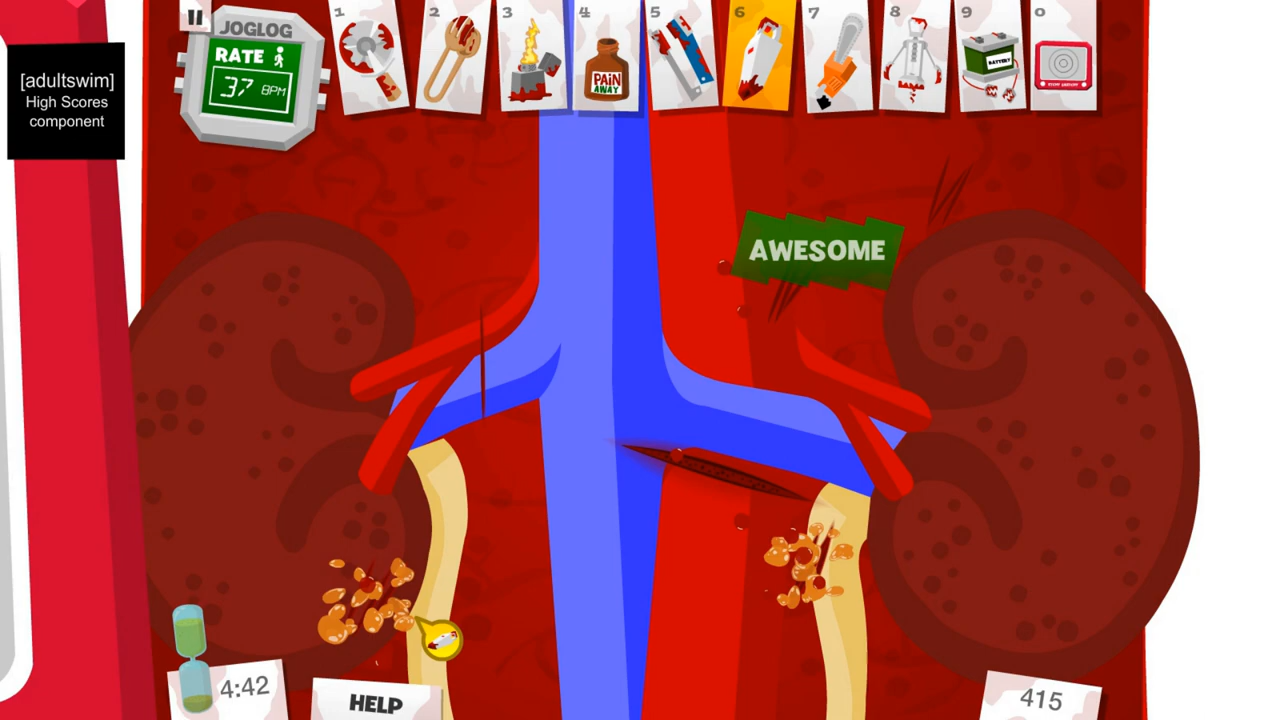 1 2 3 4 5 6 7 8 9 0
JOGLOG
RATE
37 BPM
[adultswim]
High Scores
component
PAIN
AWAY
BATTERY
AWESOME
4:42
HELP
415